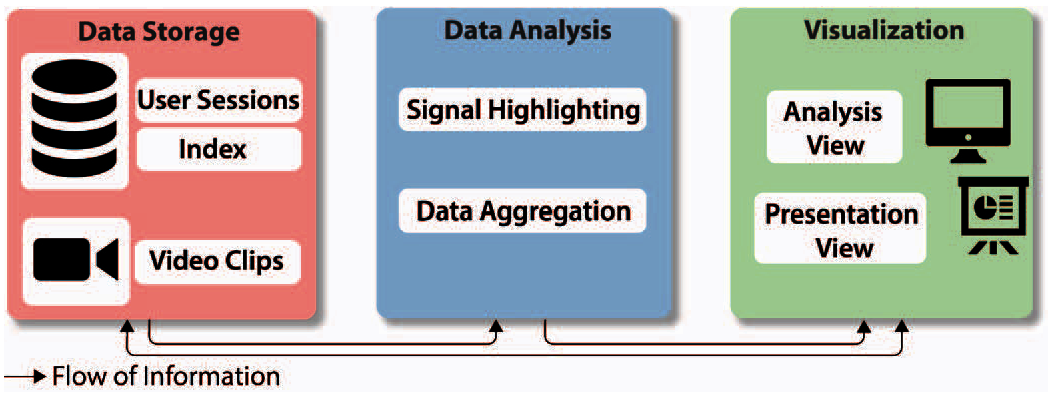 Data Storage
User Sessions
Index
Video Clips
Data Analysis
Signal Highlighting
Data Aggregation
Visualization
Analysis
View
Presentation
View
Flow of Information